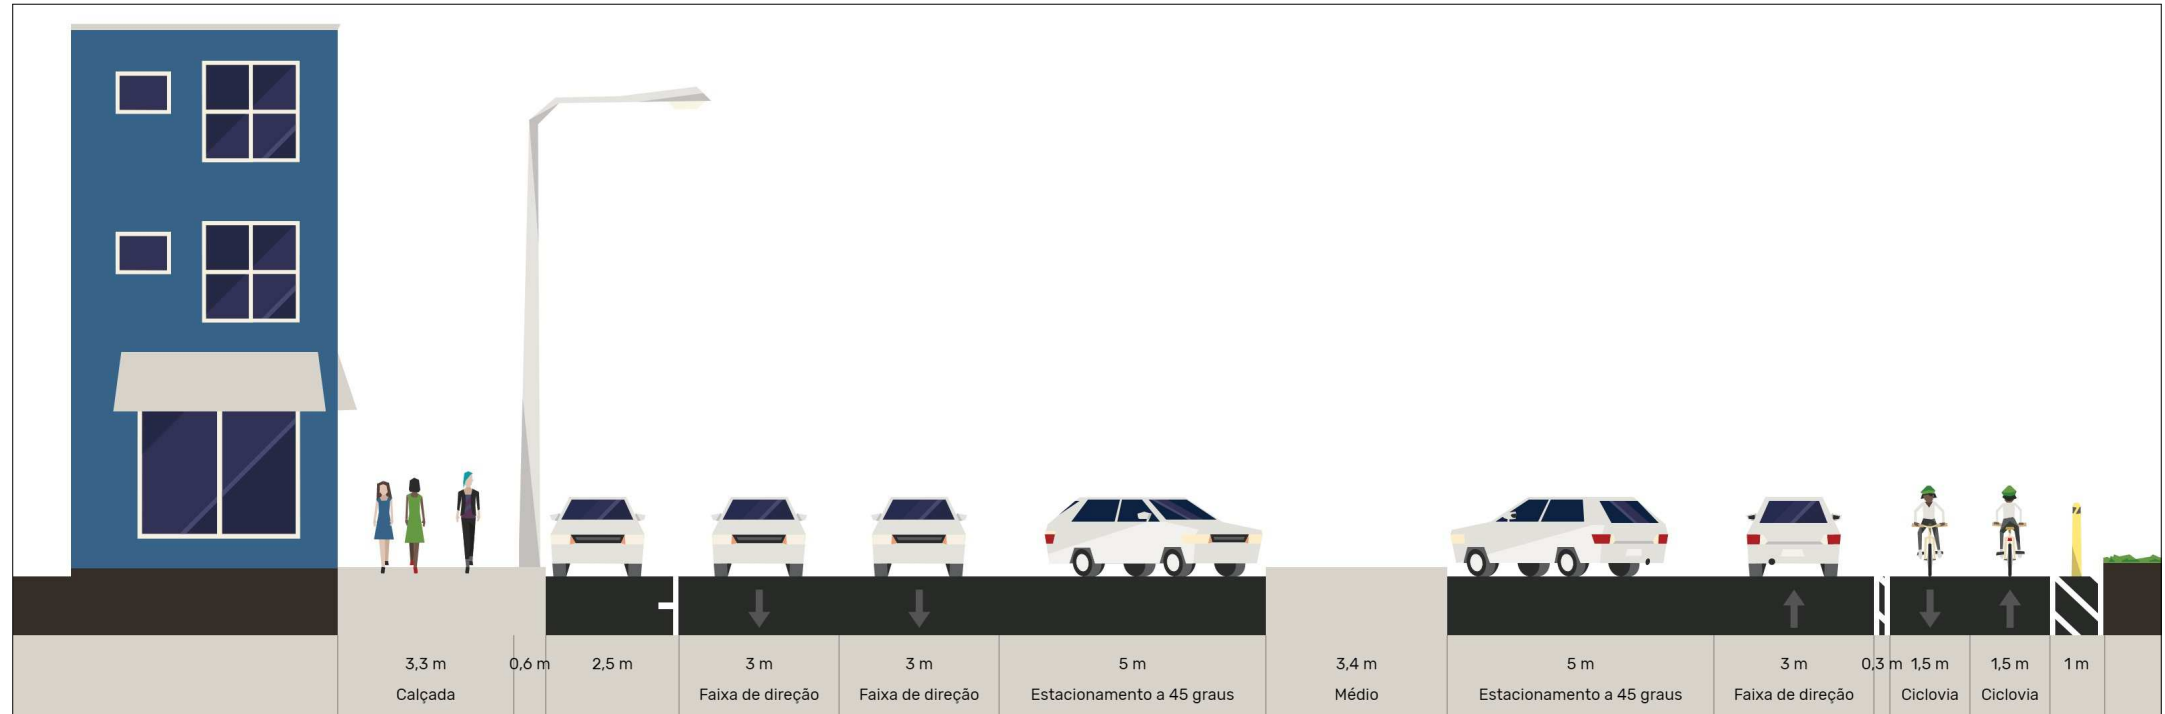 3,3 m
Calçada
0,6 m
2,5 m
3 m
Faixa de direção
3 m
Faixa de direção
5 m
Estacionamento a 45 graus
3,4 m
Médio
5 m
Estacionamento a 45 graus
3 m
Faixa de direção
0,3 m
1,5 m
Ciclovia
1,5 m
Ciclovia
1 m